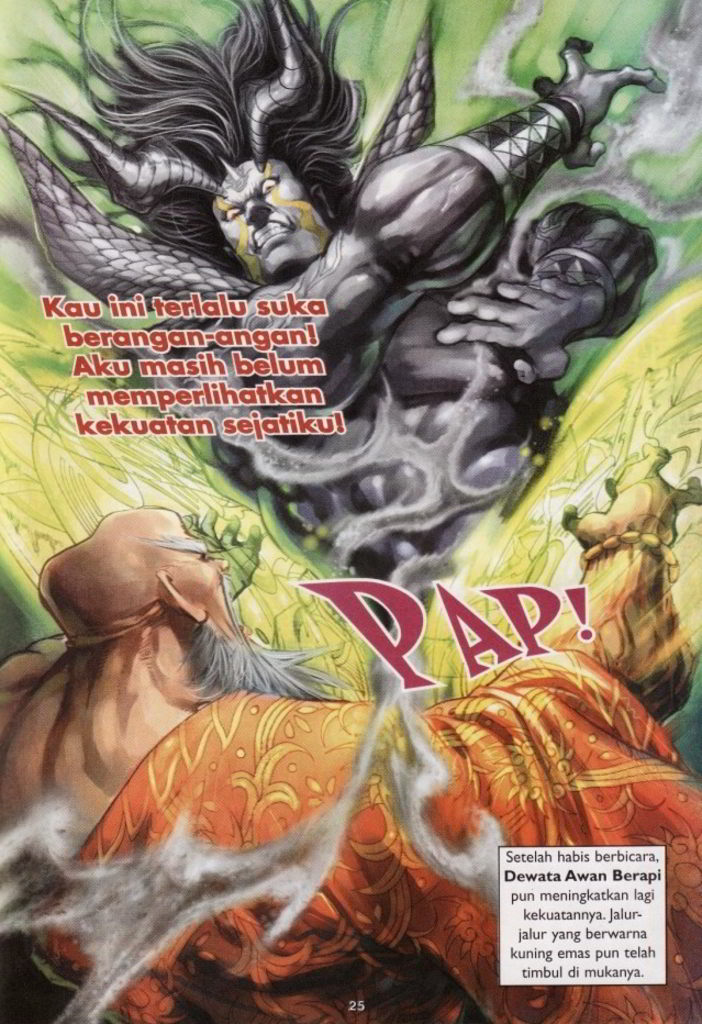 Kau ini terlalu suka
berangan-angan!
Aku masih belum
memperlihatkan
kekuatan sejatiku!
PAP!
Setelah habis berbicara,
Dewata Awan Berapi
pun meningkatkan lagi
kekuatannya. Jalur-
jalur yang berwarna
kuning emas pun telah
timbul di mukanya.
25